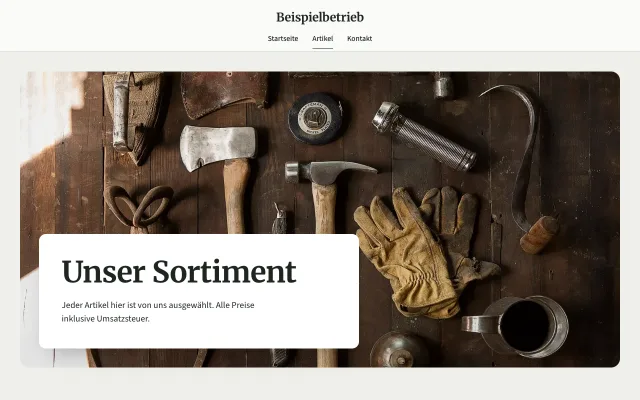 Beispielbetrieb
Startseite Artikel Kontakt
Unser Sortiment
Jeder Artikel hier ist von uns ausgewählt. Alle Preise
inklusive Umsatzsteuer.